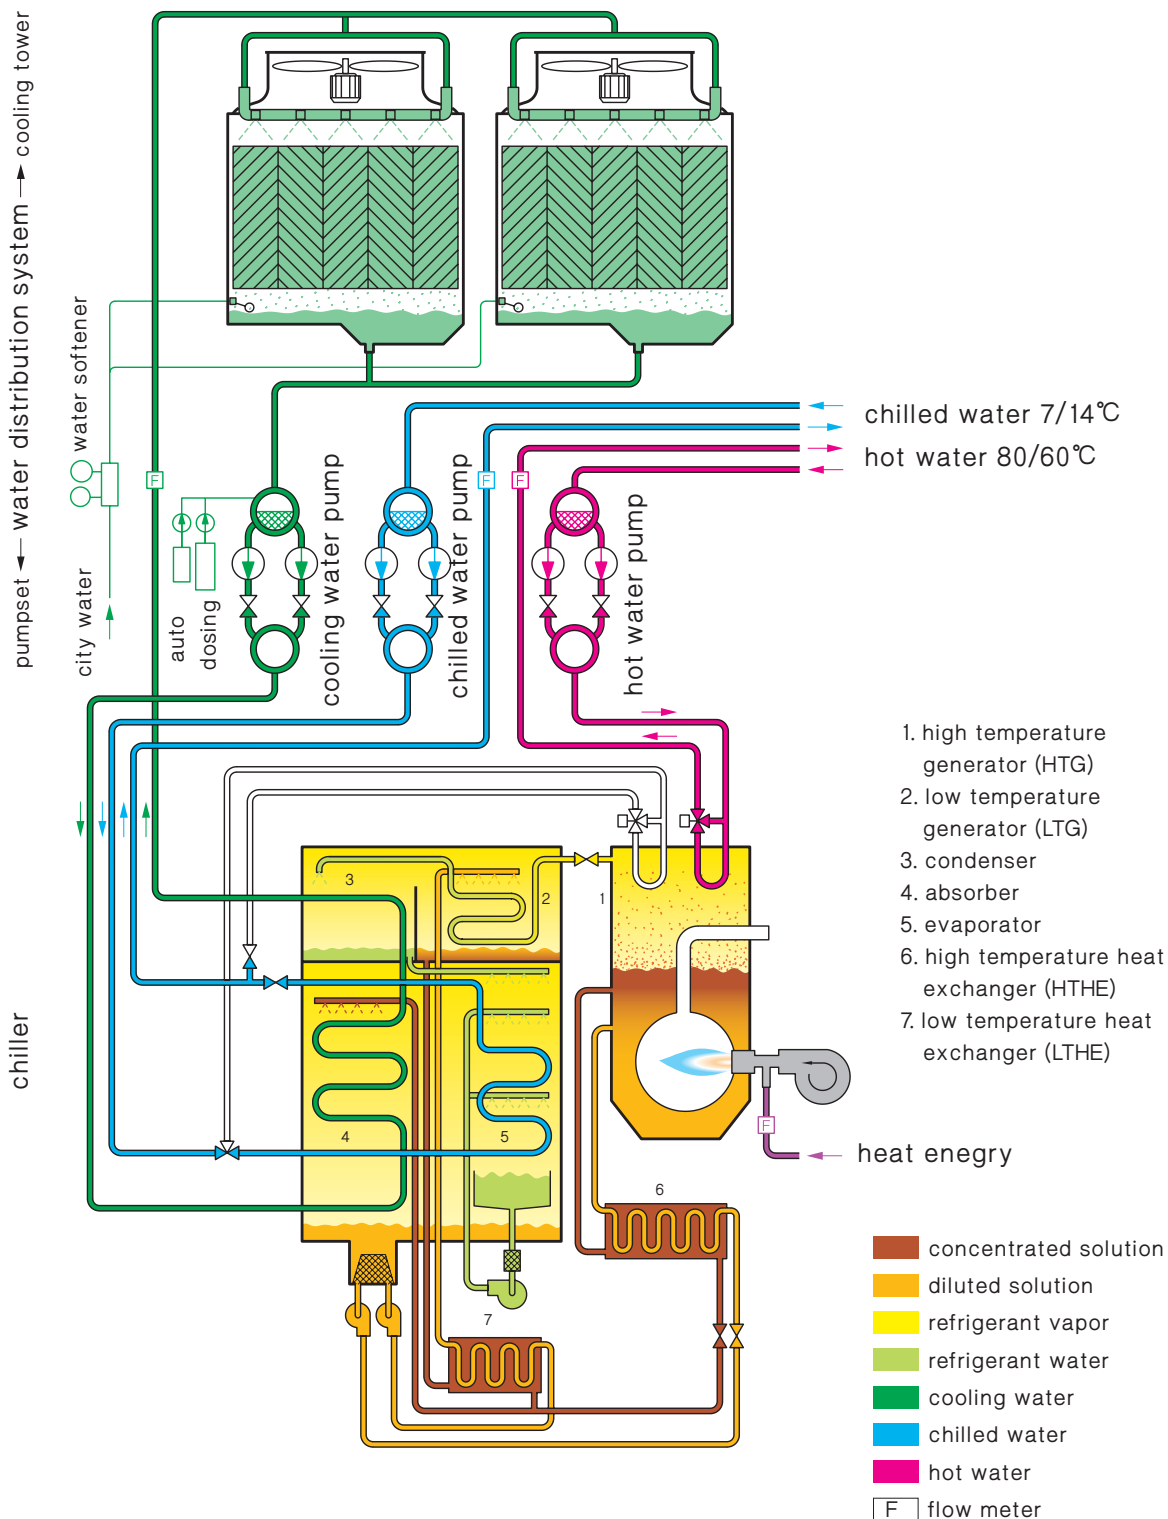 pumpset ← water distribution system → cooling tower
water softener
city water
auto
dosing
F
cooling water pump
chilled water pump
hot water pump
F
F
chilled water 7/14℃
hot water 80/60℃
1. high temperature
generator (HTG)
2. low temperature
generator (LTG)
3. condenser
4. absorber
5. evaporator
6. high temperature heat
exchanger (HTHE)
7. low temperature heat
exchanger (LTHE)
chiller
3
2
1
4
5
F
heat enegry
6
7
concentrated solution
diluted solution
refrigerant vapor
refrigerant water
cooling water
chilled water
hot water
F flow meter